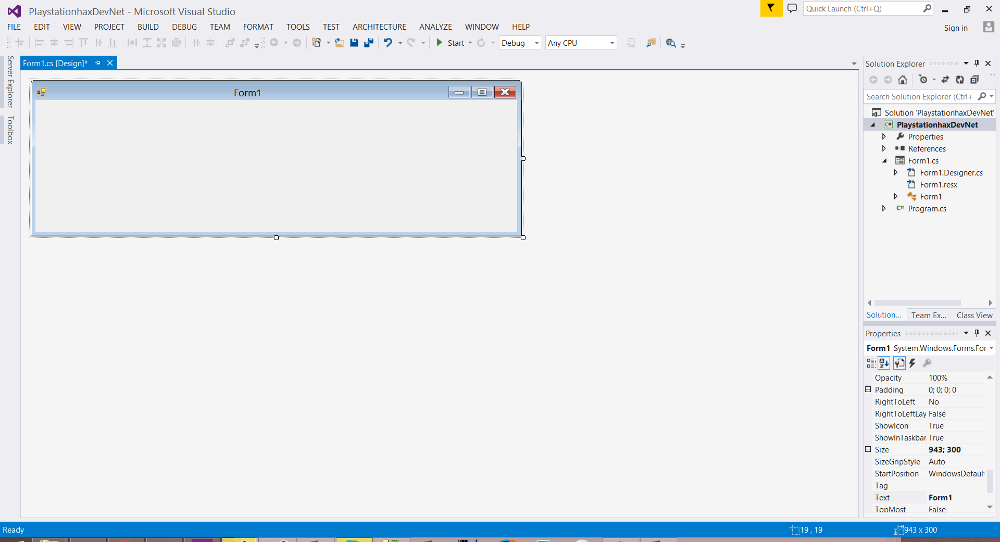 PlaystationhaxDevNet - Microsoft Visual Studio
Quick Launch (Ctrl+Q)
FILE EDIT VIEW PROJECT BUILD DEBUG TEAM FORMAT TOOLS TEST ARCHITECTURE ANALYZE WINDOW HELP
Sign in
Start Debug Any CPU
Server Explorer
Toolbox
Form1.cs [Design]*
Form1
Solution Explorer
Search Solution Explorer (Ctrl+
Solution 'PlaystationhaxDevNet'
C# PlaystationhaxDevNet
Properties
References
Form1.cs
Form1.Designer.cs
Form1.resx
Form1
C# Program.cs
Solution... Team Ex... Class View
Properties
Form1 System.Windows.Forms.For
Opacity 100%
Padding 0; 0; 0; 0
RightToLeft No
RightToLeftLay False
ShowIcon True
ShowInTaskbar True
Size 943; 300
SizeGripStyle Auto
StartPosition WindowsDefault
Tag
Text Form1
TopMost False
Ready
19 , 19
943 x 300